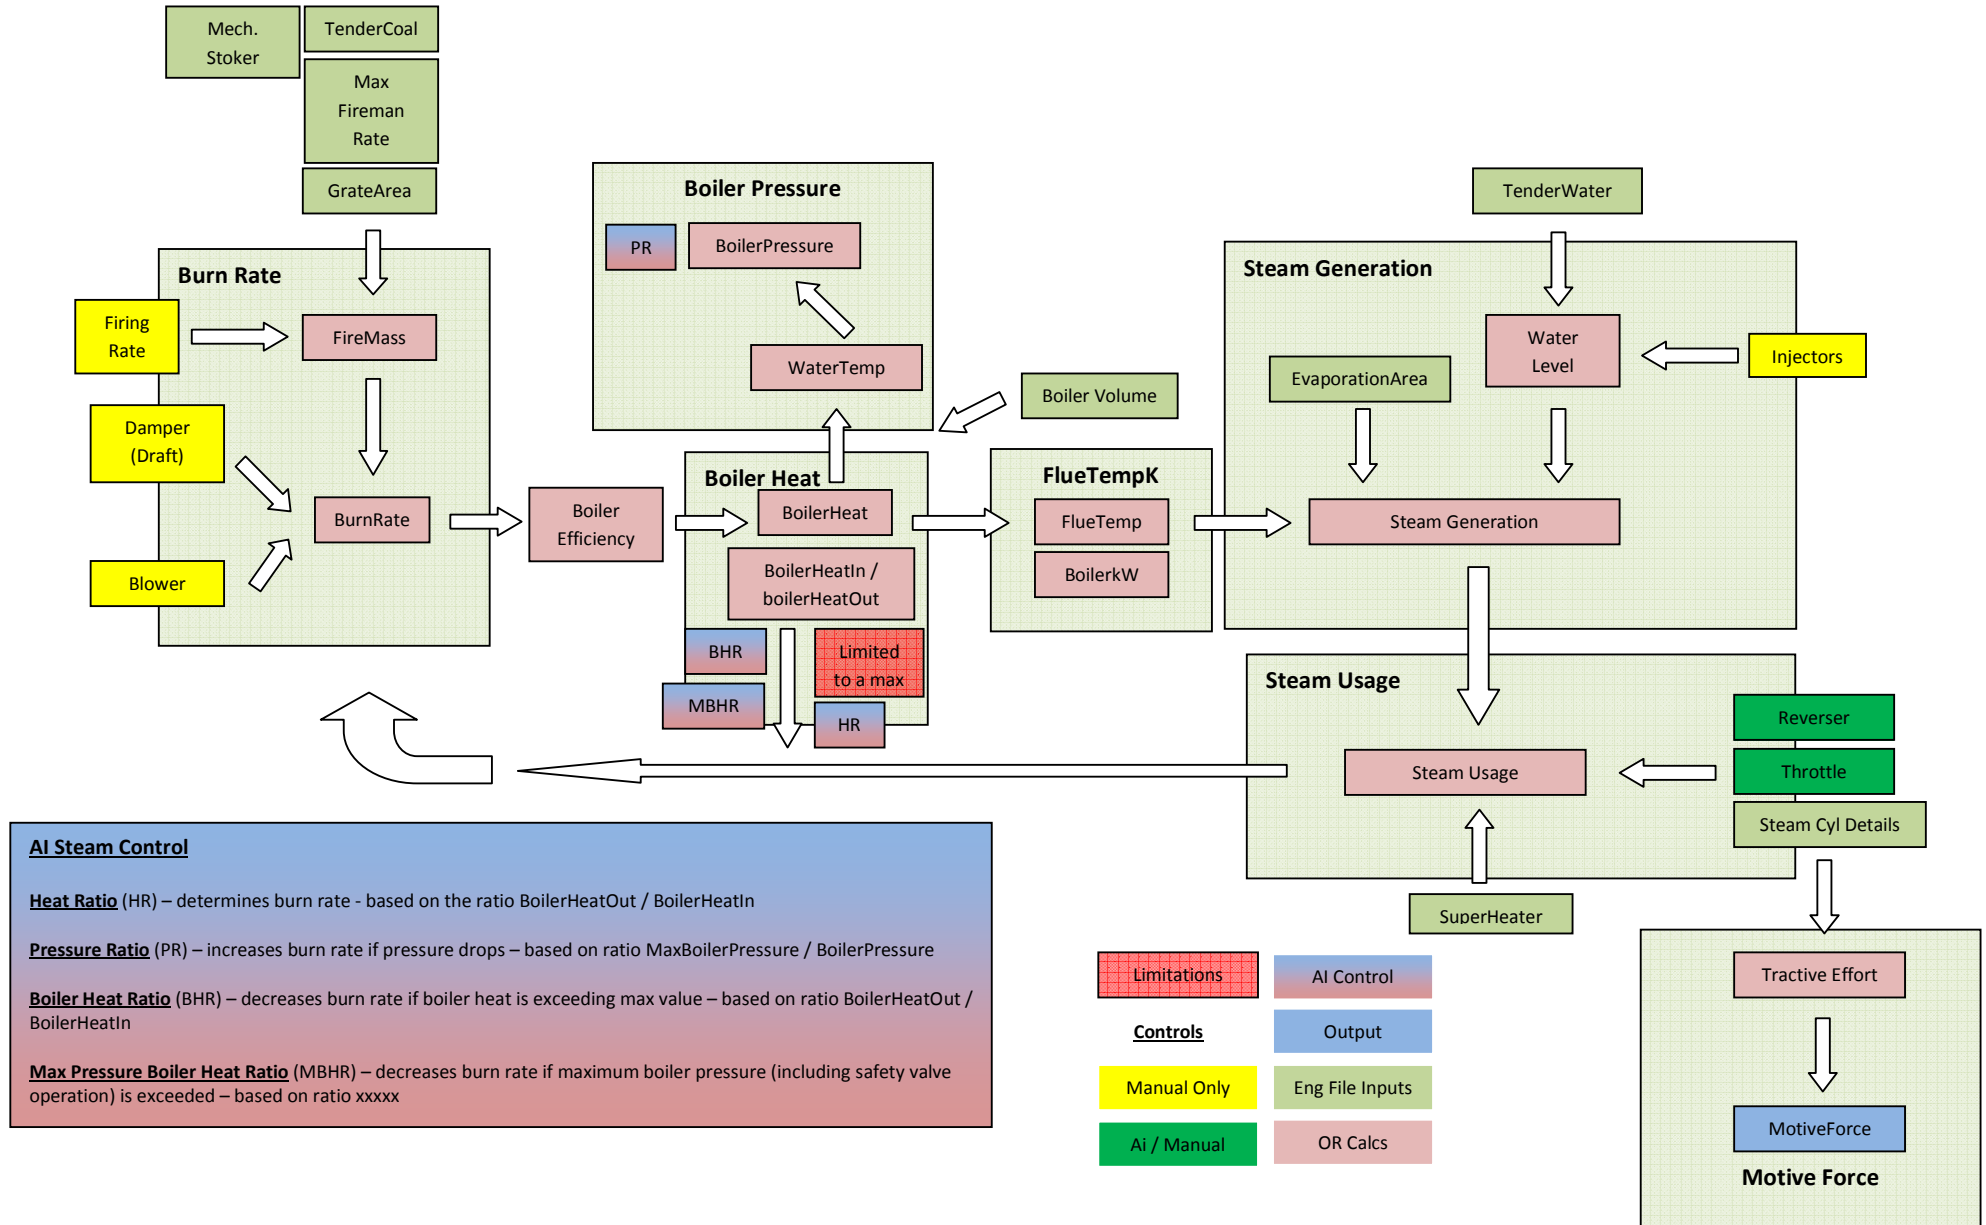 Mech.
Stoker
TenderCoal
Max
Fireman
Rate
GrateArea
Burn Rate
Firing
Rate
FireMass
Damper
(Draft)
BurnRate
Blower
Boiler
Efficiency
Boiler Pressure
PR
BoilerPressure
WaterTemp
Boiler Volume
Boiler Heat
BoilerHeat
BoilerHeatIn /
boilerHeatOut
BHR
Limited
to a max
MBHR
HR
FlueTempK
FlueTemp
BoilerkW
TenderWater
Steam Generation
Water
Level
Injectors
EvaporationArea
Steam Generation
Steam Usage
Reverser
Throttle
Steam Usage
Steam Cyl Details
SuperHeater
AI Steam Control
Heat Ratio (HR) – determines burn rate - based on the ratio BoilerHeatOut / BoilerHeatIn
Pressure Ratio (PR) – increases burn rate if pressure drops – based on ratio MaxBoilerPressure / BoilerPressure
Boiler Heat Ratio (BHR) – decreases burn rate if boiler heat is exceeding max value – based on ratio BoilerHeatOut /
BoilerHeatIn
Max Pressure Boiler Heat Ratio (MBHR) – decreases burn rate if maximum boiler pressure (including safety valve
operation) is exceeded – based on ratio xxxxx
Limitations
AI Control
Controls
Output
Manual Only
Eng File Inputs
Ai / Manual
OR Calcs
Tractive Effort
MotiveForce
Motive Force